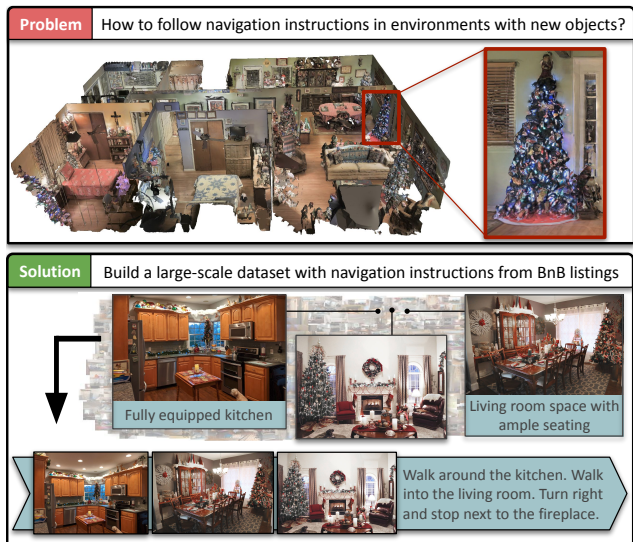 Problem
How to follow navigation instructions in environments with new objects?
Solution
Build a large-scale dataset with navigation instructions from BnB listings
Fully equipped kitchen
Living room space with
ample seating
Walk around the kitchen. Walk
into the living room. Turn right
and stop next to the fireplace.